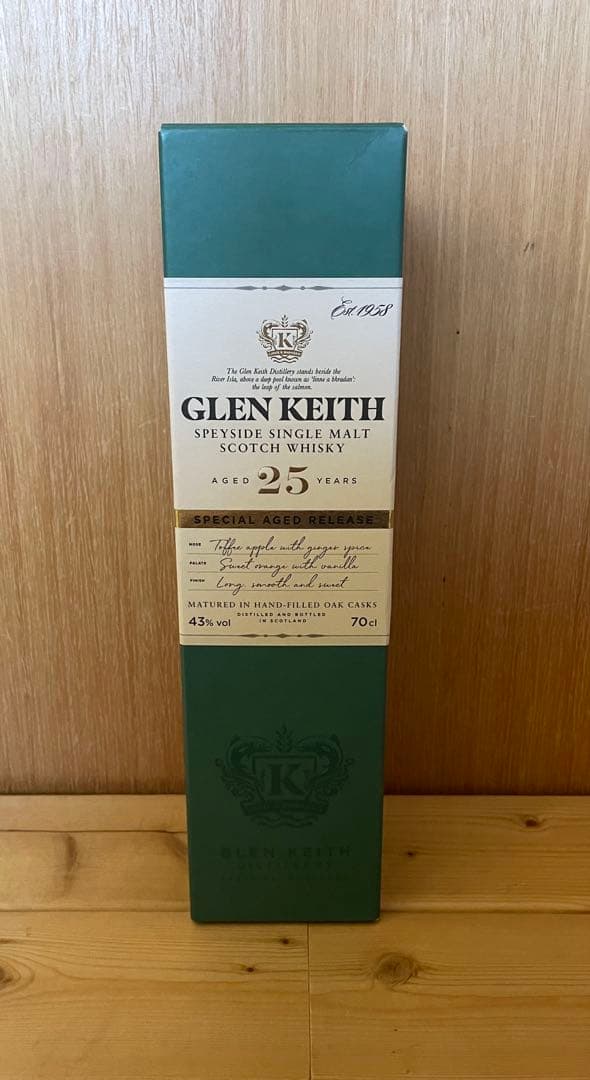 Est. 1958
K
The Glen Keith Distillery stands beside the
River Isla, above a deep pool known as 'linne a bhradan':
the leap of the salmon.
GLEN KEITH
SPEYSIDE SINGLE MALT
SCOTCH WHISKY
AGED 25 YEARS
SPECIAL AGED RELEASE
NOSE Toffee apple with ginger spice
PALATE Sweet orange with vanilla
FINISH Long, smooth and sweet
MATURED IN HAND-FILLED OAK CASKS
DISTILLED AND BOTTLED
IN SCOTLAND
43% vol 70cl
K
GLEN KEITH